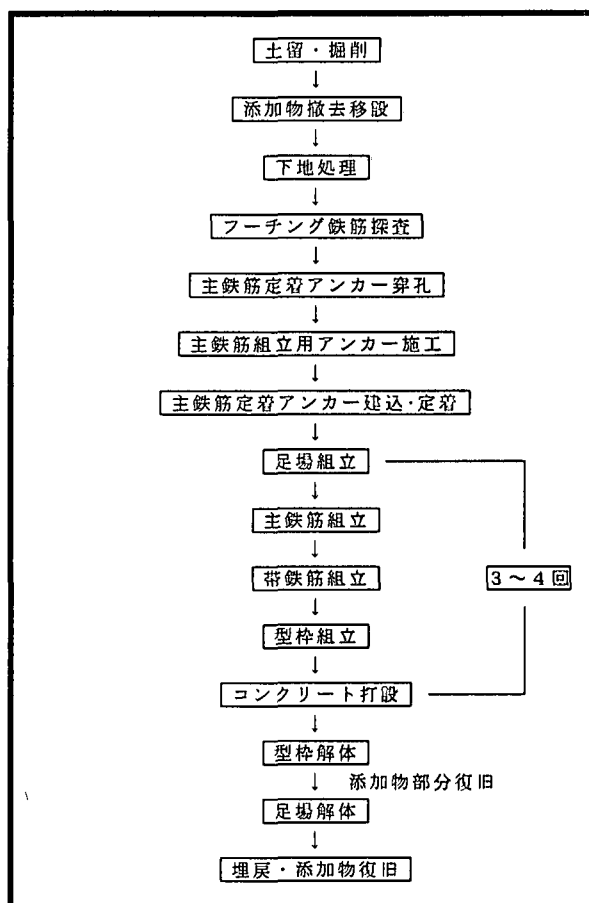 土留・掘削
↓
添加物撤去移設
↓
下地処理
↓
フーチング鉄筋探査
↓
主鉄筋定着アンカー穿孔
↓
主鉄筋組立用アンカー施工
↓
主鉄筋定着アンカー建込・定着
↓
足場組立
↓
主鉄筋組立
↓
帯鉄筋組立
3～4回
↓
型枠組立
↓
コンクリート打設
↓
型枠解体
↓ 添加物部分復旧
足場解体
↓
埋戻・添加物復旧